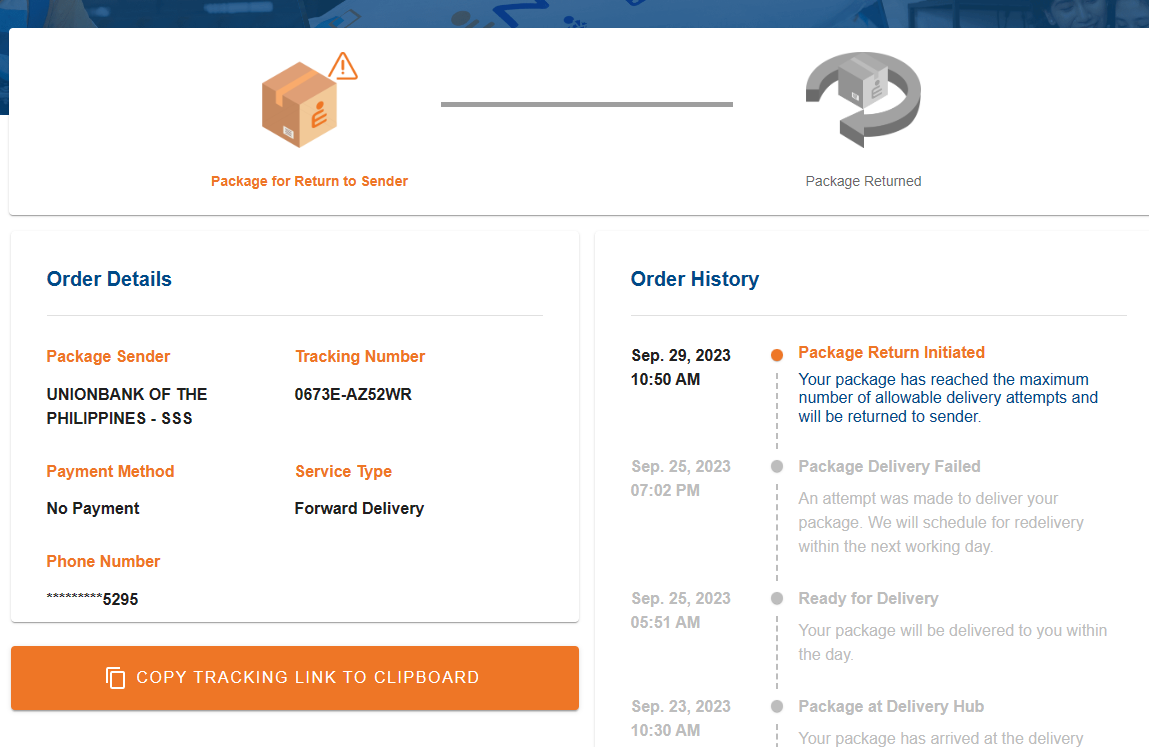 Package for Return to Sender
Package Returned
Order Details
Package Sender
Tracking Number
UNIONBANK OF THE
PHILIPPINES - SSS
0673E-AZ52WR
Payment Method
Service Type
No Payment
Forward Delivery
Phone Number
*********5295
COPY TRACKING LINK TO CLIPBOARD
Order History
Sep. 29, 2023
10:50 AM
Package Return Initiated
Your package has reached the maximum
number of allowable delivery attempts and
will be returned to sender.
Sep. 25, 2023
07:02 PM
Package Delivery Failed
An attempt was made to deliver your
package. We will schedule for redelivery
within the next working day.
Sep. 25, 2023
05:51 AM
Ready for Delivery
Your package will be delivered to you within
the day.
Sep. 23, 2023
10:30 AM
Package at Delivery Hub
Your package has arrived at the delivery